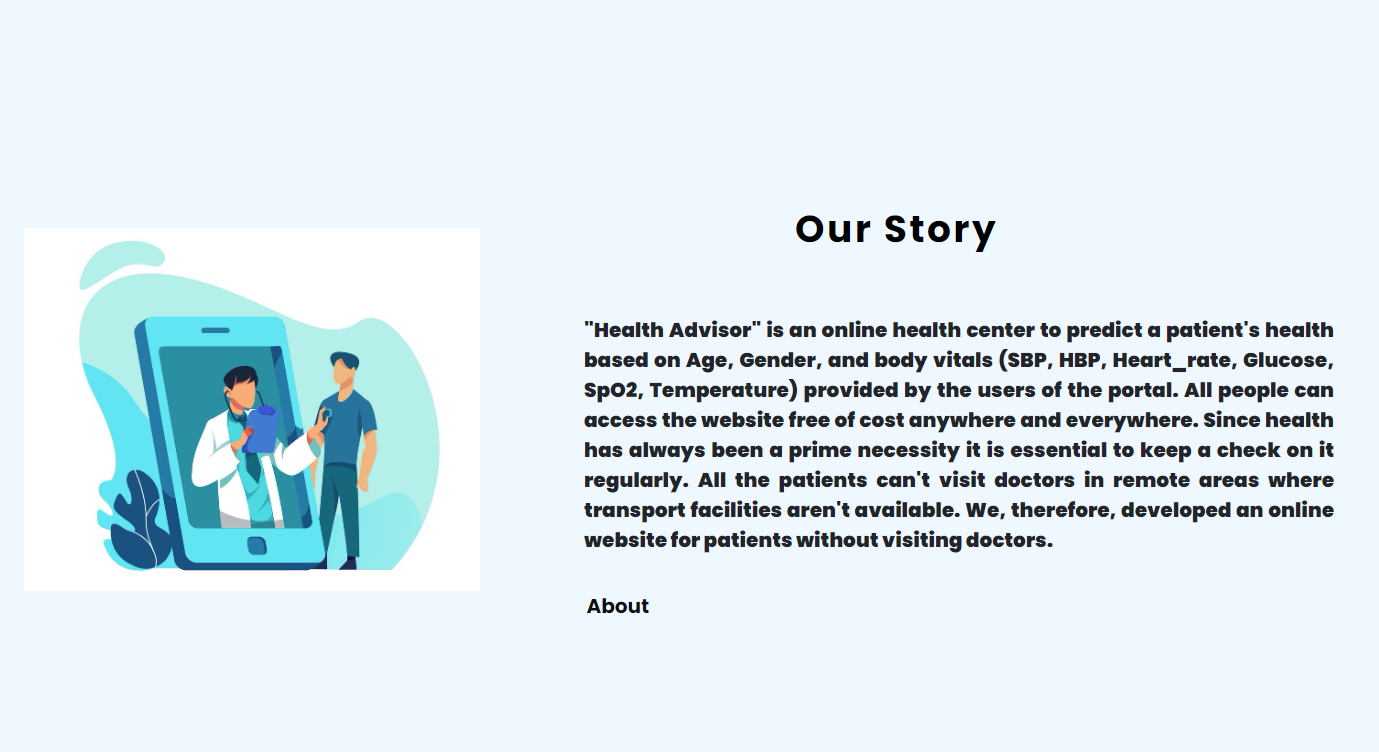 Our Story
"Health Advisor" is an online health center to predict a patient's health
based on Age, Gender, and body vitals (SBP, HBP, Heart_rate, Glucose,
SpO2, Temperature) provided by the users of the portal. All people can
access the website free of cost anywhere and everywhere. Since health
has always been a prime necessity it is essential to keep a check on it
regularly. All the patients can't visit doctors in remote areas where
transport facilities aren't available. We, therefore, developed an online
website for patients without visiting doctors.
About